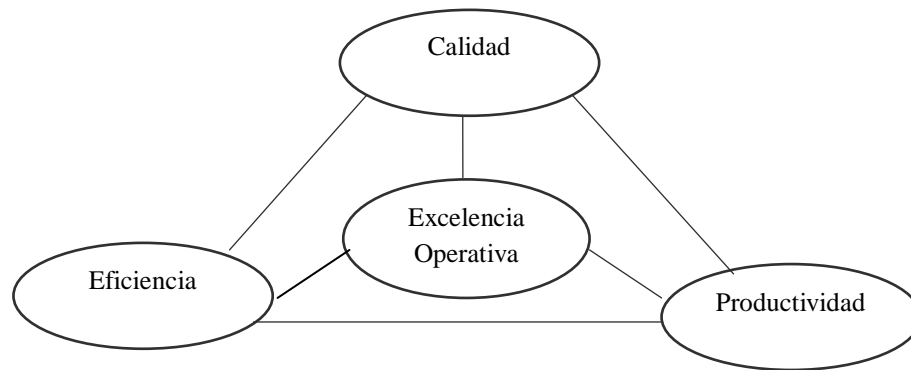 Calidad
Excelencia
Operativa
Eficiencia
Productividad